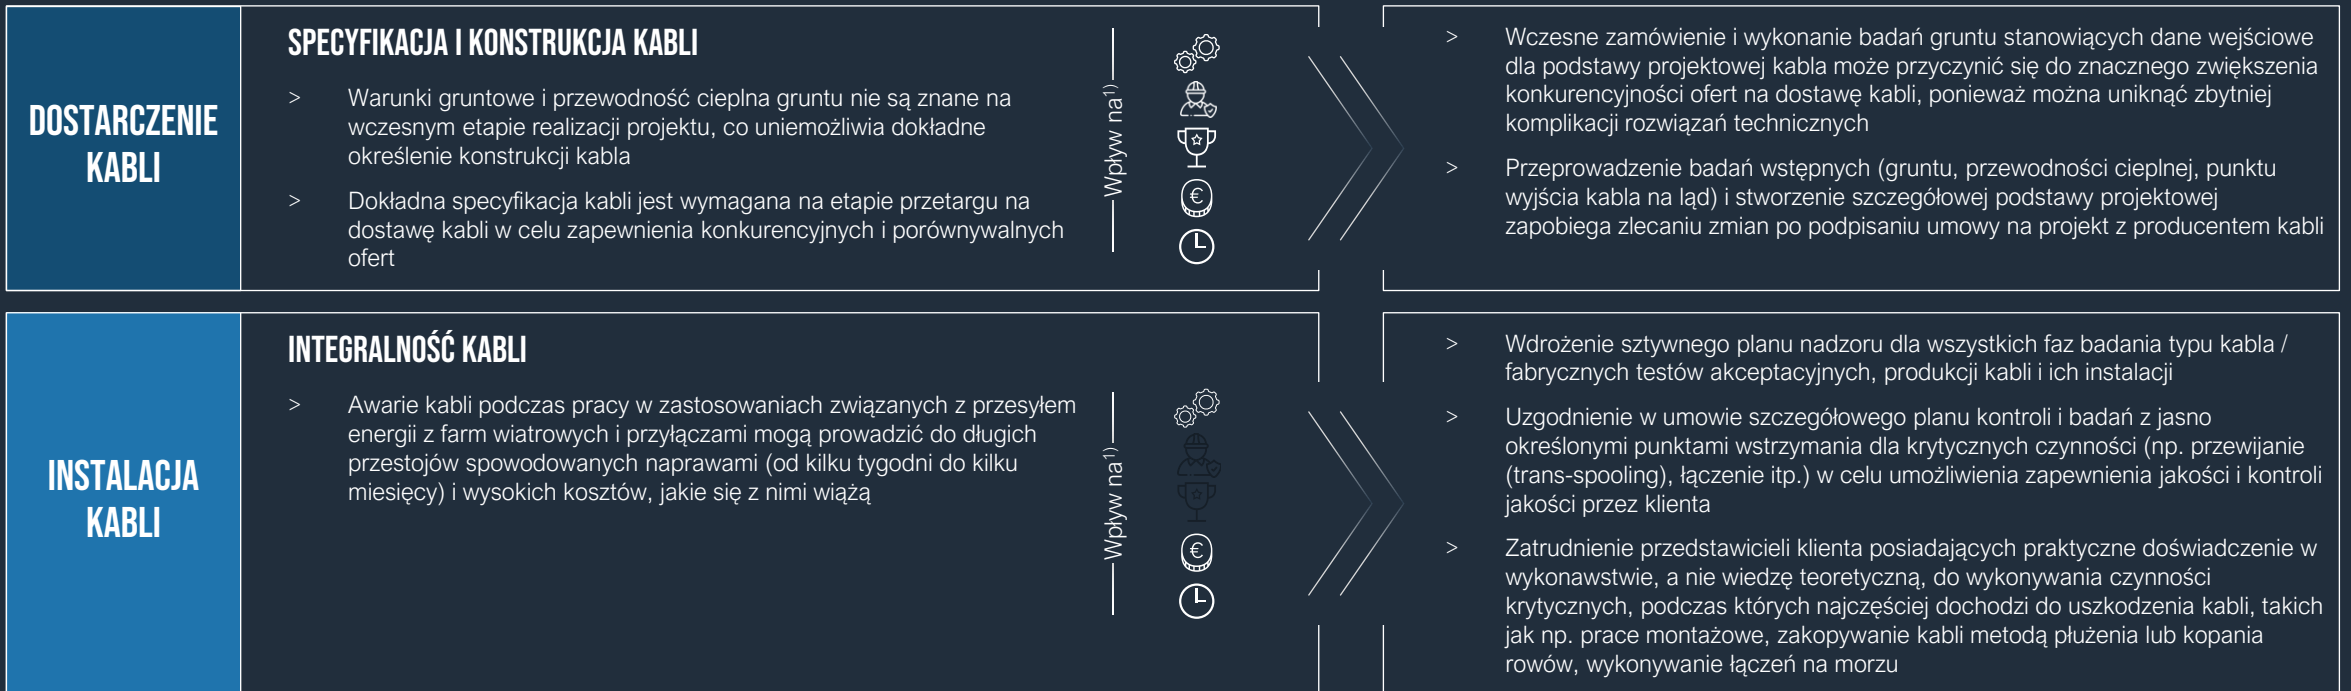 DOSTARCZENIE
KABLI
SPECYFIKACJA I KONSTRUKCJA KABLI
> Warunki gruntowe i przewodność cieplna gruntu nie są znane na
wczesnym etapie realizacji projektu, co uniemożliwia dokładne
określenie konstrukcji kabla
> Dokładna specyfikacja kabli jest wymagana na etapie przetargu na
dostawę kabli w celu zapewnienia konkurencyjnych i porównywalnych
ofert
Wpływ na1)
> Wczesne zamówienie i wykonanie badań gruntu stanowiących dane wejściowe
dla podstawy projektowej kabla może przyczynić się do znacznego zwiększenia
konkurencyjności ofert na dostawę kabli, ponieważ można uniknąć zbytniej
komplikacji rozwiązań technicznych
> Przeprowadzenie badań wstępnych (gruntu, przewodności cieplnej, punktu
wyjścia kabla na ląd) i stworzenie szczegółowej podstawy projektowej
zapobiega zlecaniu zmian po podpisaniu umowy na projekt z producentem kabli
INSTALACJA
KABLI
INTEGRALNOŚĆ KABLI
> Awarie kabli podczas pracy w zastosowaniach związanych z przesyłem
energii z farm wiatrowych i przyłączami mogą prowadzić do długich
przestojów spowodowanych naprawami (od kilku tygodni do kilku
miesięcy) i wysokich kosztów, jakie się z nimi wiążą
Wpływ na1)
> Wdrożenie sztywnego planu nadzoru dla wszystkich faz badania typu kabla /
fabrycznych testów akceptacyjnych, produkcji kabli i ich instalacji
> Uzgodnienie w umowie szczegółowego planu kontroli i badań z jasno
określonymi punktami wstrzymania dla krytycznych czynności (np. przewijanie
(trans-spooling), łączenie itp.) w celu umożliwienia zapewnienia jakości i kontroli
jakości przez klienta
> Zatrudnienie przedstawicieli klienta posiadających praktyczne doświadczenie w
wykonawstwie, a nie wiedzę teoretyczną, do wykonywania czynności
krytycznych, podczas których najczęściej dochodzi do uszkodzenia kabli, takich
jak np. prace montażowe, zakopywanie kabli metodą płużenia lub kopania
rowów, wykonywanie łączeń na morzu